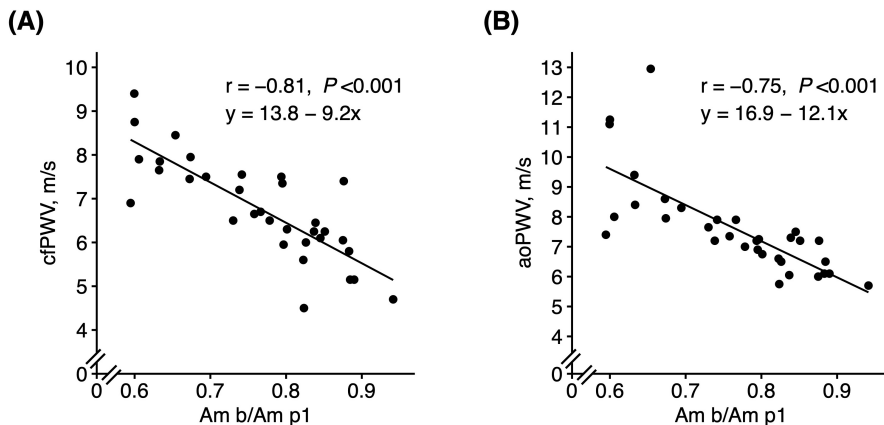 (A)
r = −0.81, P <0.001
y = 13.8 − 9.2x
cfPWV, m/s
10
9
8
7
6
5
4
0
0
0.6
0.7
0.8
0.9
Am b/Am p1
(B)
r = −0.75, P <0.001
y = 16.9 − 12.1x
aoPWV, m/s
13
12
11
10
9
8
7
6
5
4
0
0
0.6
0.7
0.8
0.9
Am b/Am p1